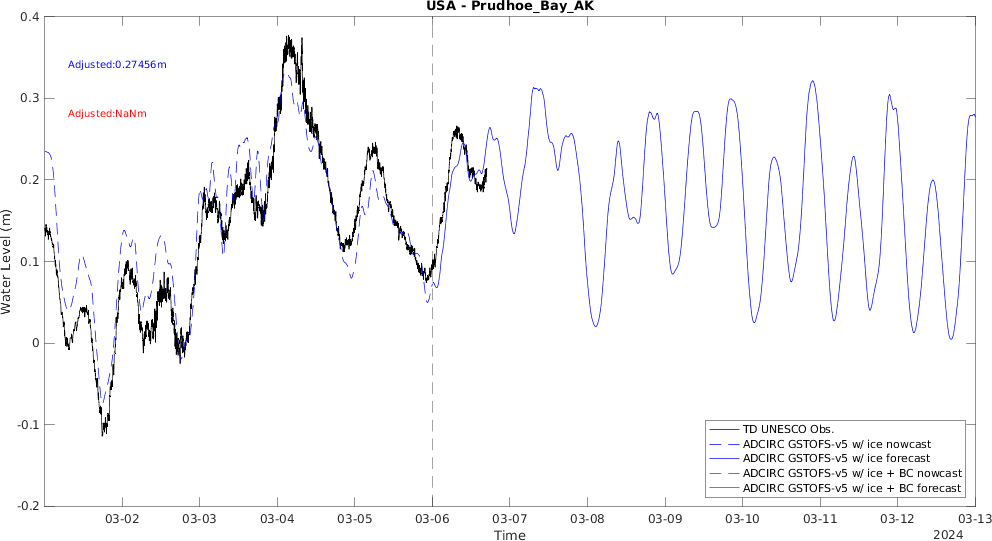 USA - Prudhoe_Bay_AK
Adjusted:0.27456m
Adjusted:NaNm
Water Level (m)
0.4
0.3
0.2
0.1
0
-0.1
-0.2
TD UNESCO Obs.
ADCIRC GSTOFS-v5 w/ ice nowcast
ADCIRC GSTOFS-v5 w/ ice forecast
ADCIRC GSTOFS-v5 w/ ice + BC nowcast
ADCIRC GSTOFS-v5 w/ ice + BC forecast
03-02 03-03 03-04 03-05 03-06 03-07 03-08 03-09 03-10 03-11 03-12 03-13
Time
2024